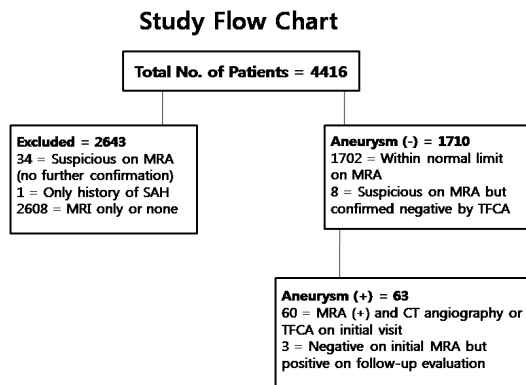 Study Flow Chart
Total No. of Patients = 4416
Excluded = 2643
34 = Suspicious on MRA
(no further confirmation)
1 = Only history of SAH
2608 = MRI only or none
Aneurysm (-) = 1710
1702 = Within normal limit
on MRA
8 = Suspicious on MRA but
confirmed negative by TFCA
Aneurysm (+) = 63
60 = MRA (+) and CT angiography or
TFCA on initial visit
3 = Negative on initial MRA but
positive on follow-up evaluation